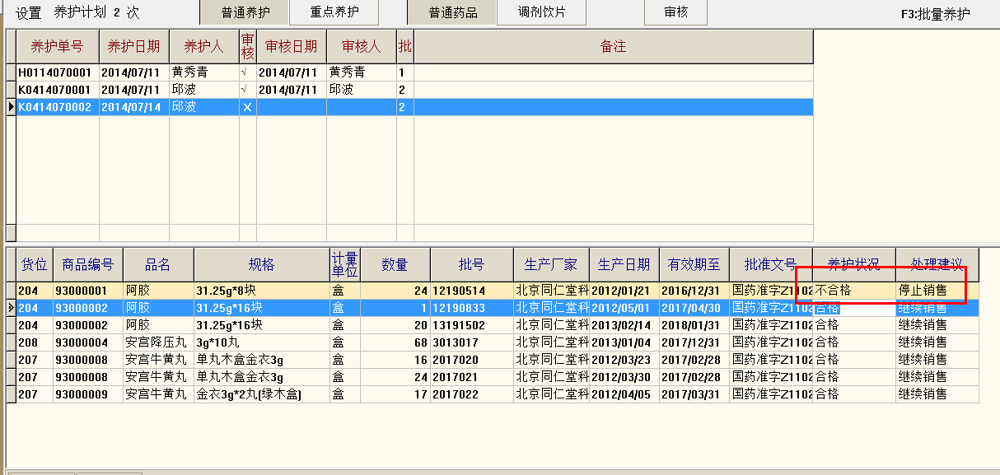 设置 养护计划 2 次 普通养护 重点养护 普通药品 调剂饮片 审核 F3:批量养护
养护单号 养护日期 养护人 审核 审核日期 审核人 批 备注
H0114070001 2014/07/11 黄秀青 √ 2014/07/11 黄秀青 1
K0414070001 2014/07/11 邱波 √ 2014/07/11 邱波 2
K0414070002 2014/07/14 邱波 X 2
货位 商品编号 品名 规格 计量单位 数量 批号 生产厂家 生产日期 有效期至 批准文号 养护状况 处理建议
204 93000001 阿胶 31.25g*8块 盒 24 12190514 北京同仁堂科 2012/01/21 2016/12/31 国药准字Z1102 不合格 停止销售
204 93000002 阿胶 31.25g*16块 盒 1 12190833 北京同仁堂科 2012/05/01 2017/04/30 国药准字Z1102 合格 继续销售
204 93000002 阿胶 31.25g*16块 盒 20 13191502 北京同仁堂科 2013/02/14 2018/01/31 国药准字Z1102 合格 继续销售
208 93000004 安宫降压丸 3g*10丸 盒 68 3013017 北京同仁堂科 2013/01/04 2017/12/31 国药准字Z1102 合格 继续销售
207 93000008 安宫牛黄丸 单丸木盒金衣3g 盒 16 2017020 北京同仁堂科 2012/03/23 2017/02/28 国药准字Z1102 合格 继续销售
207 93000008 安宫牛黄丸 单丸木盒金衣3g 盒 24 2017021 北京同仁堂科 2012/03/30 2017/02/28 国药准字Z1102 合格 继续销售
207 93000009 安宫牛黄丸 金衣3g*2丸(绿木盒) 盒 17 2017022 北京同仁堂科 2012/04/05 2017/03/31 国药准字Z1102 合格 继续销售